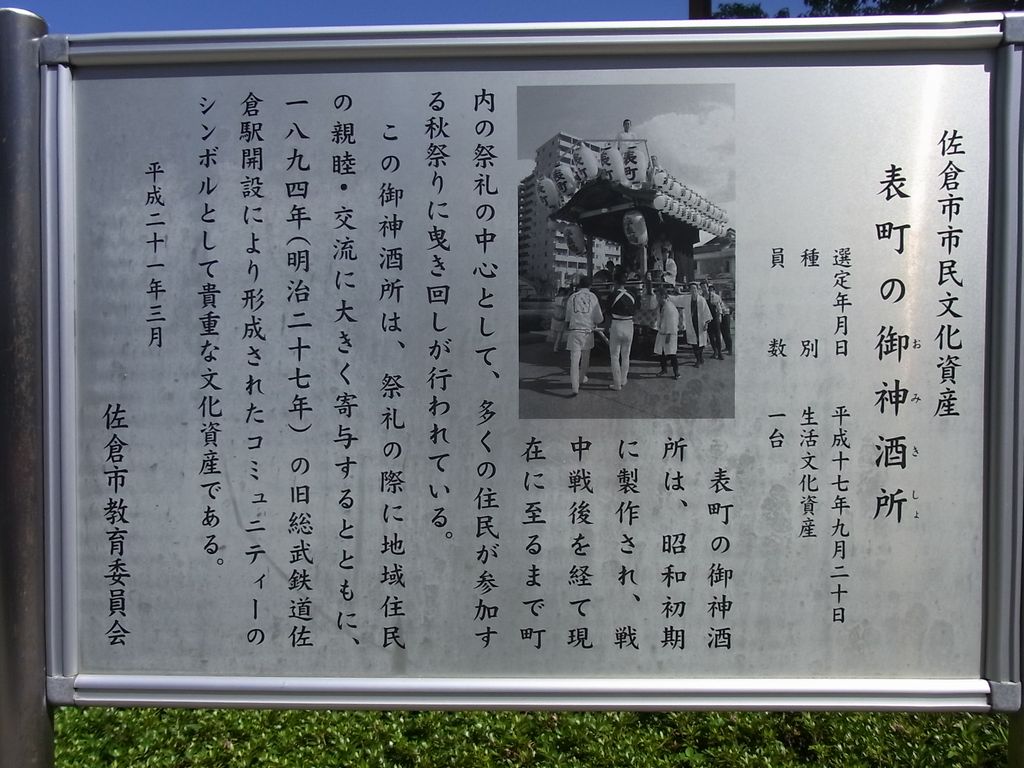 佐倉市市民文化資産
表町の御神酒所
おみきしょ
選定年月日 平成十七年九月二十日
種別 生活文化資産
員数 一台
表町の御神酒
所は、昭和初期
に製作され、戦
中戦後を経て現
在に至るまで町
内の祭礼の中心として、多くの住民が参加す
る秋祭りに曳き回しが行われている。
この御神酒所は、祭礼の際に地域住民
の親睦・交流に大きく寄与するとともに、
一八九四年(明治二十七年)の旧総武鉄道佐
倉駅開設により形成されたコミュニティーの
シンボルとして貴重な文化資産である。
平成二十一年三月
佐倉市教育委員会
表町
表町
表町